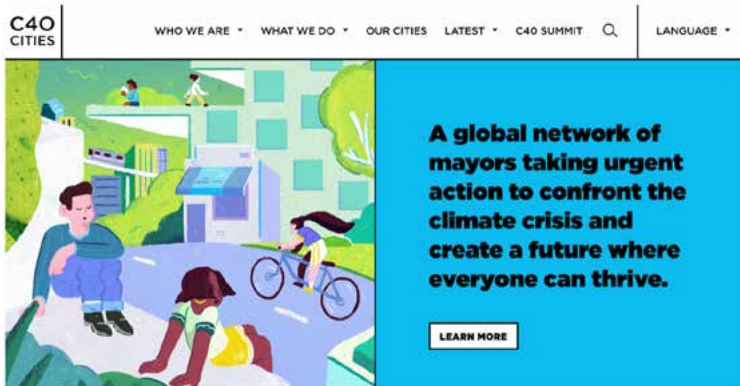 C40
CITIES
WHO WE ARE
WHAT WE DO
OUR CITIES
LATEST
C40 SUMMIT
LANGUAGE
A global network of
mayors taking urgent
action to confront the
climate crisis and
create a future where
everyone can thrive.
LEARN MORE